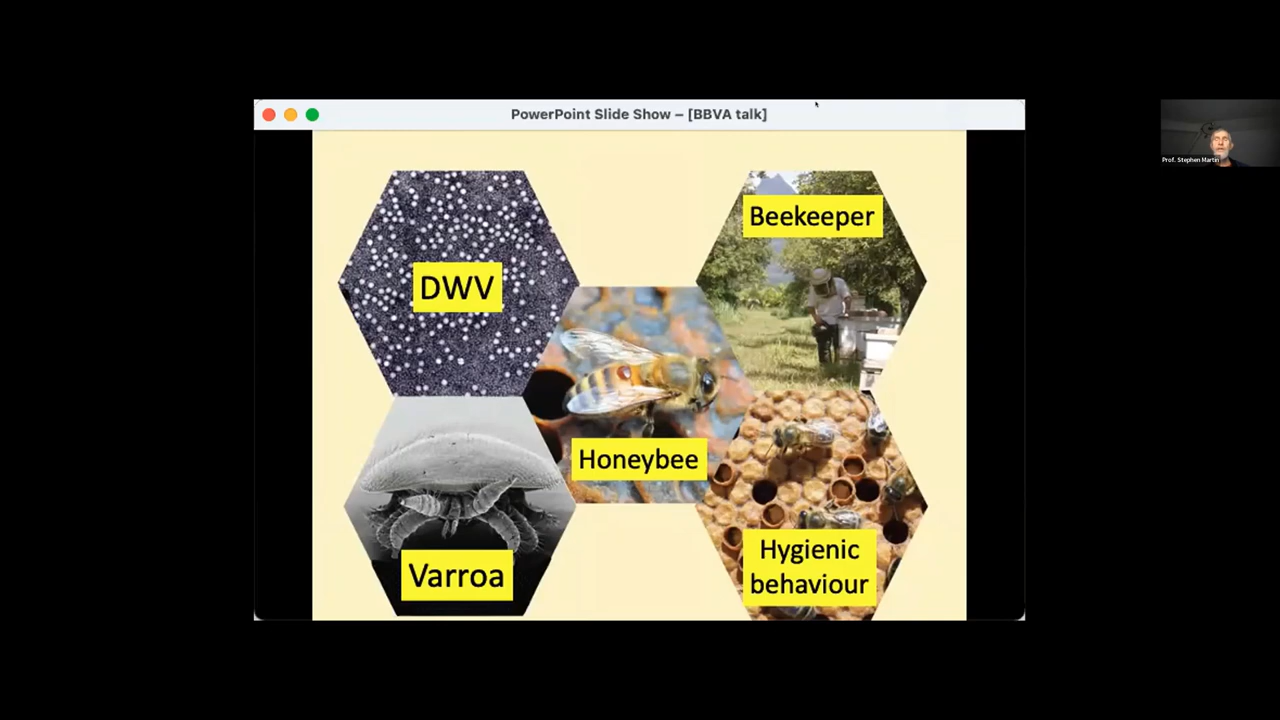 PowerPoint Slide Show – [BBVA talk]
Prof. Stephen Martin
Beekeeper
DWV
Honeybee
Varroa
Hygienic
behaviour